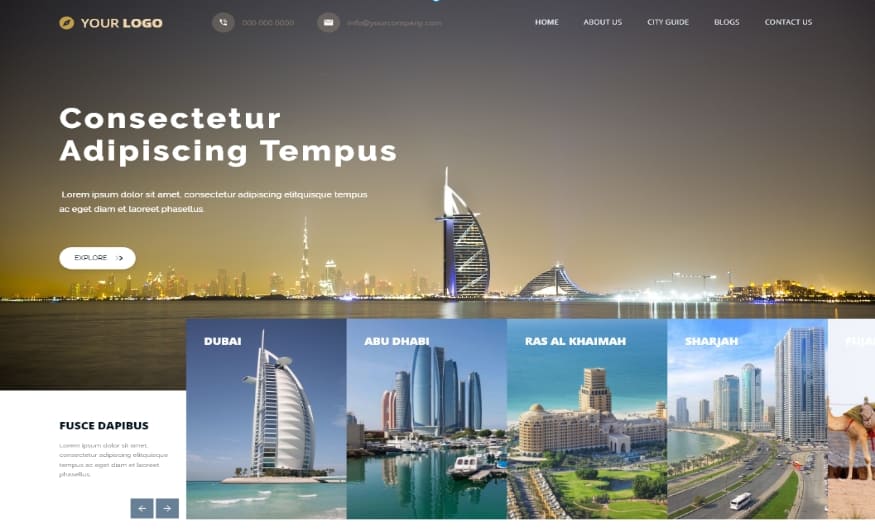 YOUR LOGO
000 000 0000
info@yourcompany.com
HOME
ABOUT US
CITY GUIDE
BLOGS
CONTACT US
Consectetur
Adipiscing Tempus
Lorem ipsum dolor sit amet, consectetur adipiscing elitquisque tempus
ac eget diam et laoreet phasellus.
EXPLORE
DUBAI
ABU DHABI
RAS AL KHAIMAH
SHARJAH
FUSCE DAPIBUS
Lorem ipsum dolor sit amet,
consectetur adipiscing elitquisque
tempus ac eget diam et laoreet
phasellus.